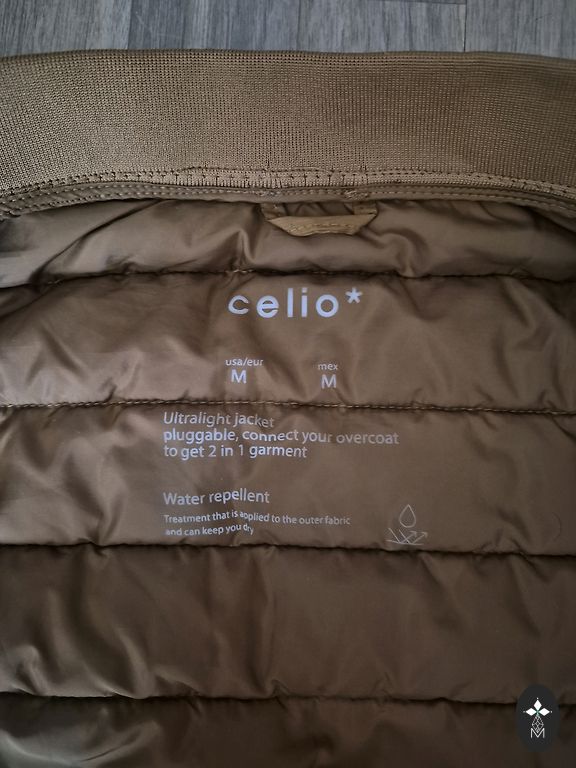 celio*
usa/eur mex
M M
Ultralight jacket
pluggable, connect your overcoat
to get 2 in 1 garment
Water repellent
Treatment that is applied to the outer fabric
and can keep you dry
M